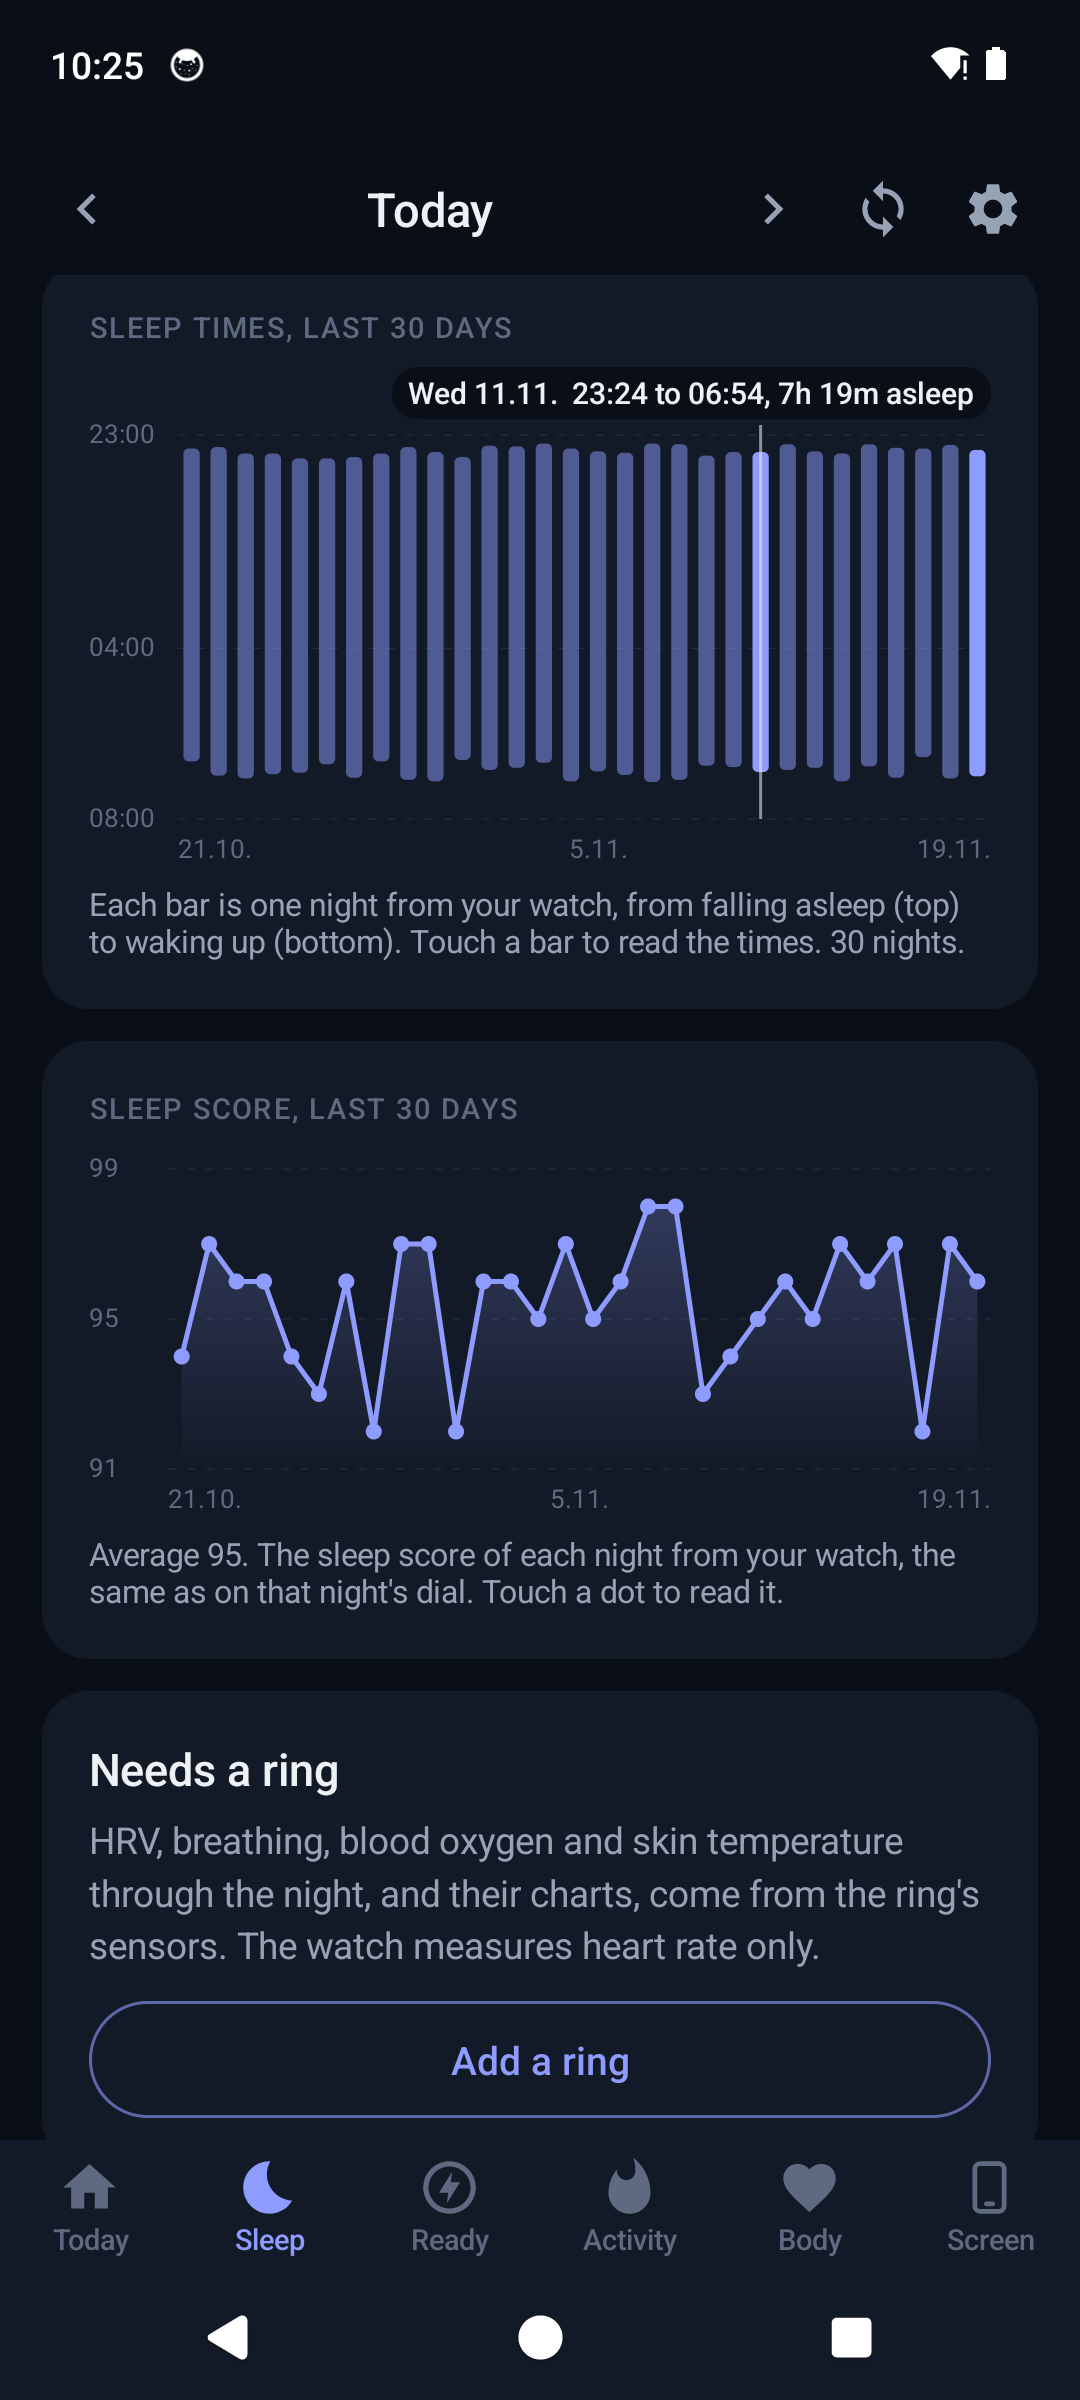 10:25
Today
SLEEP TIMES, LAST 30 DAYS
Wed 11.11. 23:24 to 06:54, 7h 19m asleep
23:00
04:00
08:00
21.10. 5.11. 19.11.
Each bar is one night from your watch, from falling asleep (top)
to waking up (bottom). Touch a bar to read the times. 30 nights.
SLEEP SCORE, LAST 30 DAYS
99
95
91
21.10. 5.11. 19.11.
Average 95. The sleep score of each night from your watch, the
same as on that night's dial. Touch a dot to read it.
Needs a ring
HRV, breathing, blood oxygen and skin temperature
through the night, and their charts, come from the ring's
sensors. The watch measures heart rate only.
Add a ring
Today Sleep Ready Activity Body Screen